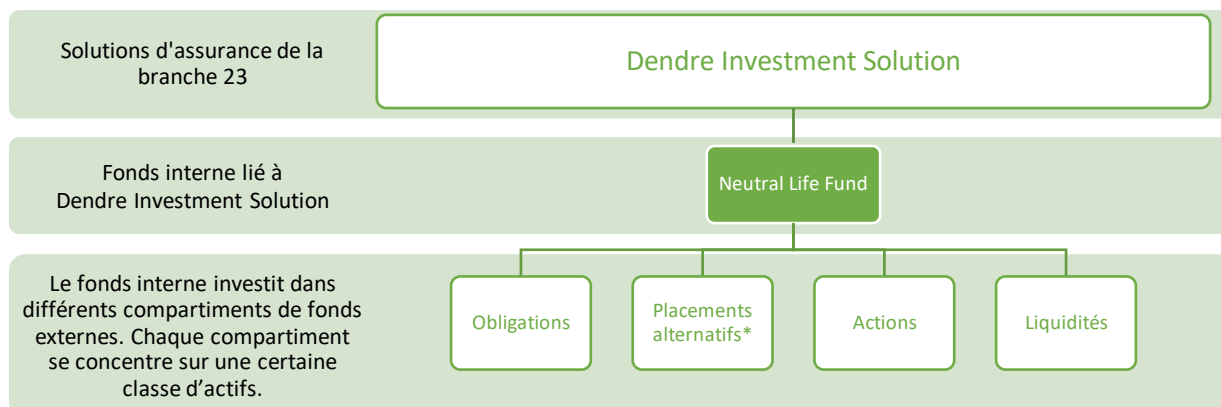 Solutions d'assurance de la
branche 23
Dendre Investment Solution
Fonds interne lié à
Dendre Investment Solution
Neutral Life Fund
Le fonds interne investit dans
différents compartiments de fonds
externes. Chaque compartiment
se concentre sur une certaine
classe d’actifs.
Obligations
Placements
alternatifs*
Actions
Liquidités